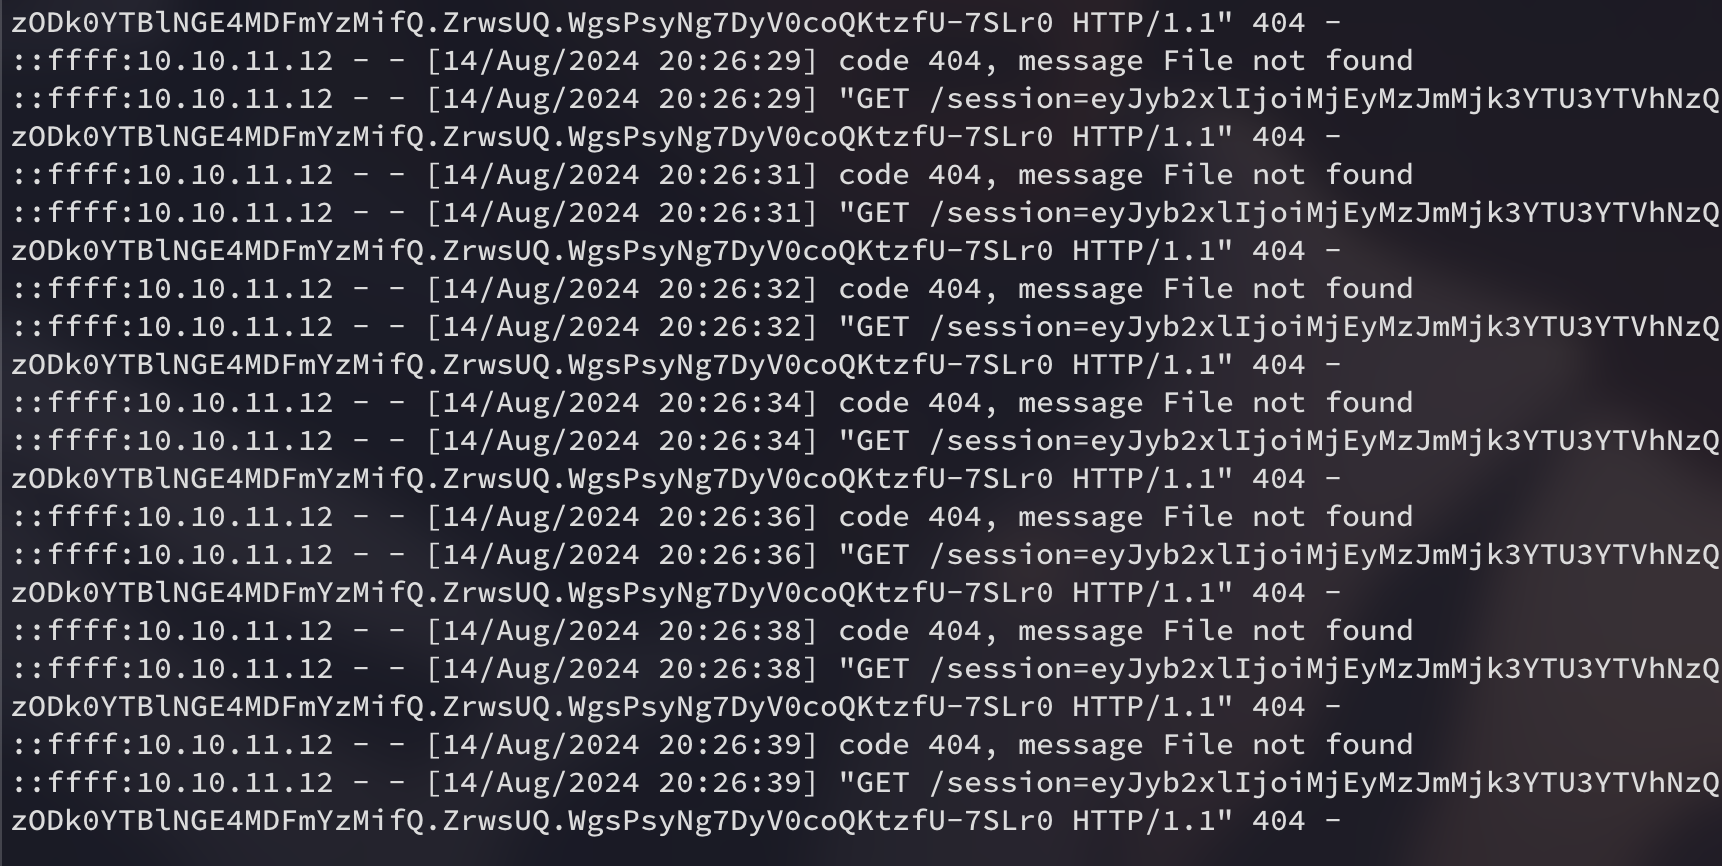 zODk0YTBlNGE4MDFmYzMifQ.ZrwsUQ.WgsPsyNg7DyV0coQKtzfU-7SLr0 HTTP/1.1" 404 -
::ffff:10.10.11.12 - - [14/Aug/2024 20:26:29] code 404, message File not found
::ffff:10.10.11.12 - - [14/Aug/2024 20:26:29] "GET /session=eyJyb2xlIjoiMjEyMzJmMjk3YTU3YTVhNzQ
zODk0YTBlNGE4MDFmYzMifQ.ZrwsUQ.WgsPsyNg7DyV0coQKtzfU-7SLr0 HTTP/1.1" 404 -
::ffff:10.10.11.12 - - [14/Aug/2024 20:26:31] code 404, message File not found
::ffff:10.10.11.12 - - [14/Aug/2024 20:26:31] "GET /session=eyJyb2xlIjoiMjEyMzJmMjk3YTU3YTVhNzQ
zODk0YTBlNGE4MDFmYzMifQ.ZrwsUQ.WgsPsyNg7DyV0coQKtzfU-7SLr0 HTTP/1.1" 404 -
::ffff:10.10.11.12 - - [14/Aug/2024 20:26:32] code 404, message File not found
::ffff:10.10.11.12 - - [14/Aug/2024 20:26:32] "GET /session=eyJyb2xlIjoiMjEyMzJmMjk3YTU3YTVhNzQ
zODk0YTBlNGE4MDFmYzMifQ.ZrwsUQ.WgsPsyNg7DyV0coQKtzfU-7SLr0 HTTP/1.1" 404 -
::ffff:10.10.11.12 - - [14/Aug/2024 20:26:34] code 404, message File not found
::ffff:10.10.11.12 - - [14/Aug/2024 20:26:34] "GET /session=eyJyb2xlIjoiMjEyMzJmMjk3YTU3YTVhNzQ
zODk0YTBlNGE4MDFmYzMifQ.ZrwsUQ.WgsPsyNg7DyV0coQKtzfU-7SLr0 HTTP/1.1" 404 -
::ffff:10.10.11.12 - - [14/Aug/2024 20:26:36] code 404, message File not found
::ffff:10.10.11.12 - - [14/Aug/2024 20:26:36] "GET /session=eyJyb2xlIjoiMjEyMzJmMjk3YTU3YTVhNzQ
zODk0YTBlNGE4MDFmYzMifQ.ZrwsUQ.WgsPsyNg7DyV0coQKtzfU-7SLr0 HTTP/1.1" 404 -
::ffff:10.10.11.12 - - [14/Aug/2024 20:26:38] code 404, message File not found
::ffff:10.10.11.12 - - [14/Aug/2024 20:26:38] "GET /session=eyJyb2xlIjoiMjEyMzJmMjk3YTU3YTVhNzQ
zODk0YTBlNGE4MDFmYzMifQ.ZrwsUQ.WgsPsyNg7DyV0coQKtzfU-7SLr0 HTTP/1.1" 404 -
::ffff:10.10.11.12 - - [14/Aug/2024 20:26:39] code 404, message File not found
::ffff:10.10.11.12 - - [14/Aug/2024 20:26:39] "GET /session=eyJyb2xlIjoiMjEyMzJmMjk3YTU3YTVhNzQ
zODk0YTBlNGE4MDFmYzMifQ.ZrwsUQ.WgsPsyNg7DyV0coQKtzfU-7SLr0 HTTP/1.1" 404 -